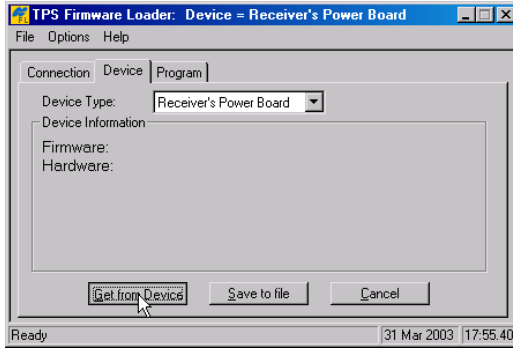 TPS Firmware Loader: Device = Receiver's Power Board
File Options Help
Connection Device Program
Device Type: Receiver's Power Board
Device Information
Firmware:
Hardware:
Get from Device Save to file Cancel
Ready 31 Mar 2003 17:55.40